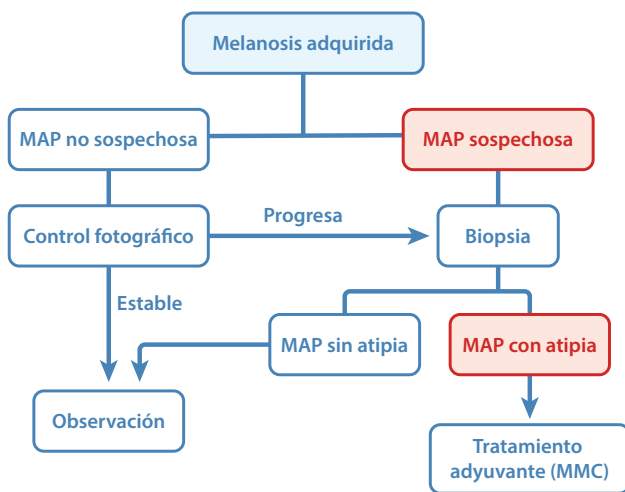 Melanosis adquirida
MAP no sospechosa
MAP sospechosa
Control fotográfico
Progresa
Biopsia
Estable
MAP sin atipia
MAP con atipia
Observación
Tratamiento
adyuvante (MMC)